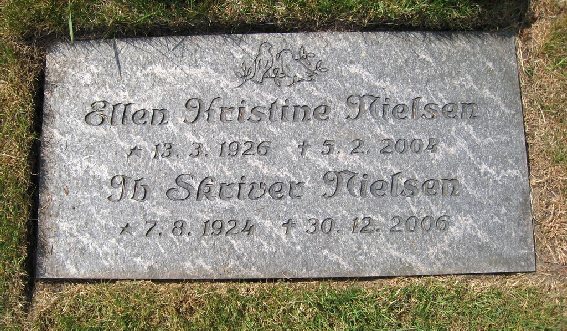 Ellen Kristine Nielsen
* 13. 3. 1926 † 5. 2. 2004
Ib Skriver Nielsen
* 7. 8. 1924 † 30. 12. 2006